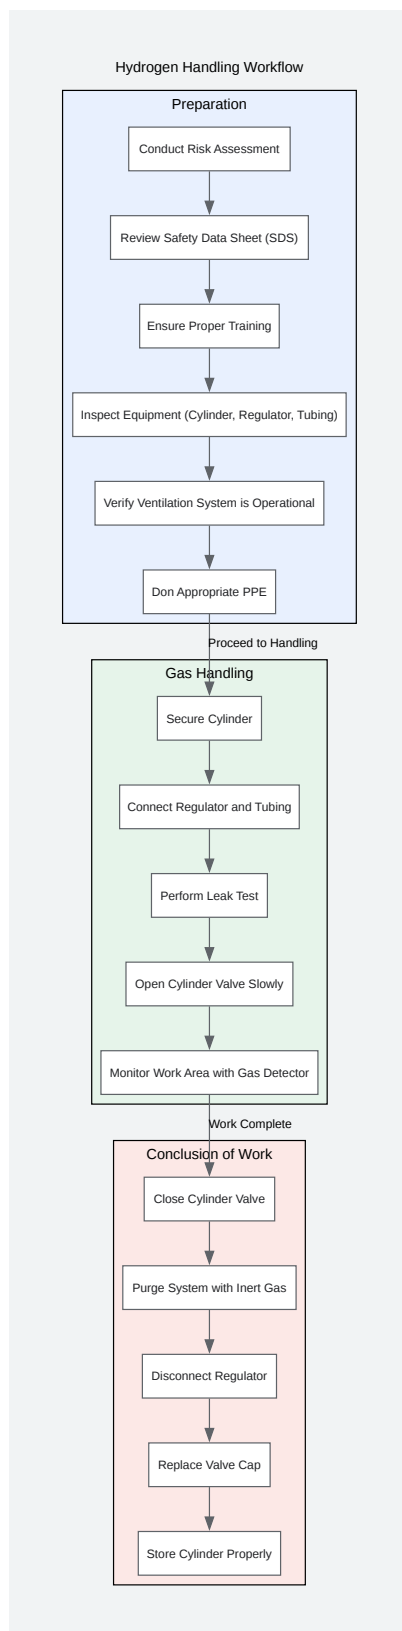 Hydrogen Handling Workflow
Preparation
Conduct Risk Assessment
Review Safety Data Sheet (SDS)
Ensure Proper Training
Inspect Equipment (Cylinder, Regulator, Tubing)
Verify Ventilation System is Operational
Don Appropriate PPE
Proceed to Handling
Gas Handling
Secure Cylinder
Connect Regulator and Tubing
Perform Leak Test
Open Cylinder Valve Slowly
Monitor Work Area with Gas Detector
Work Complete
Conclusion of Work
Close Cylinder Valve
Purge System with Inert Gas
Disconnect Regulator
Replace Valve Cap
Store Cylinder Properly